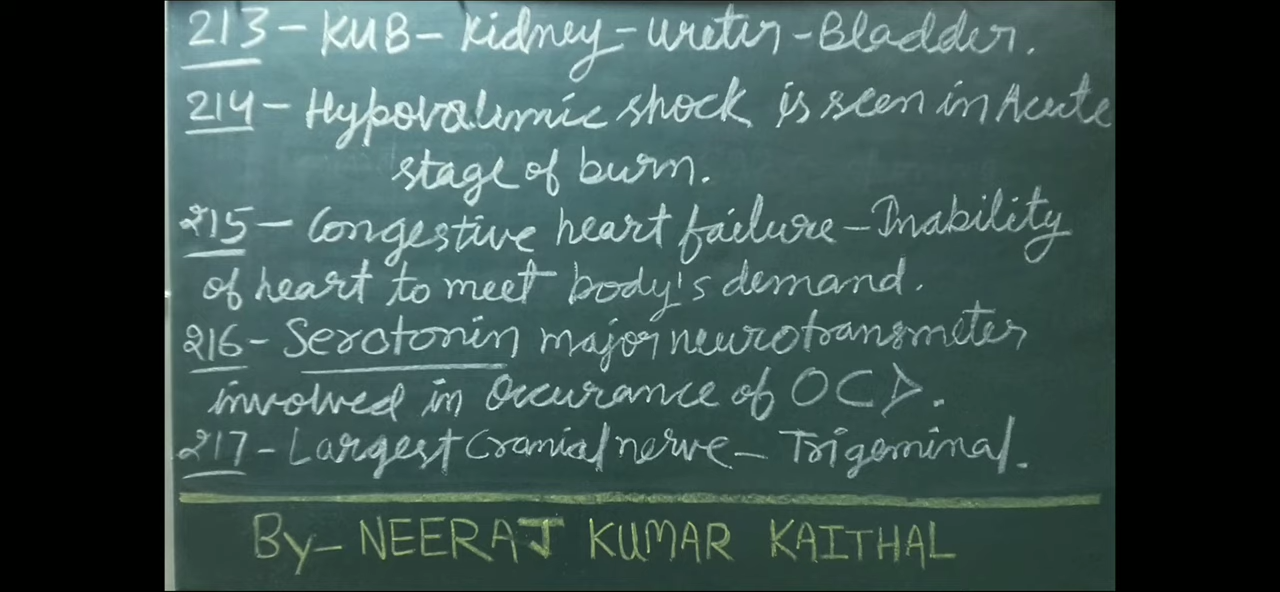 213 - KUB - Kidney - Ureter - Bladder.
214 - Hypovalemic shock is seen in Acute
stage of burn.
215 - Congestive heart failure - Inability
of heart to meet body's demand.
216 - Serotonin major neurotransmeter
involved in Occurance of OCD.
217 - Largest Cranial nerve - Trigeminal.
By - NEERAJ KUMAR KAITHAL